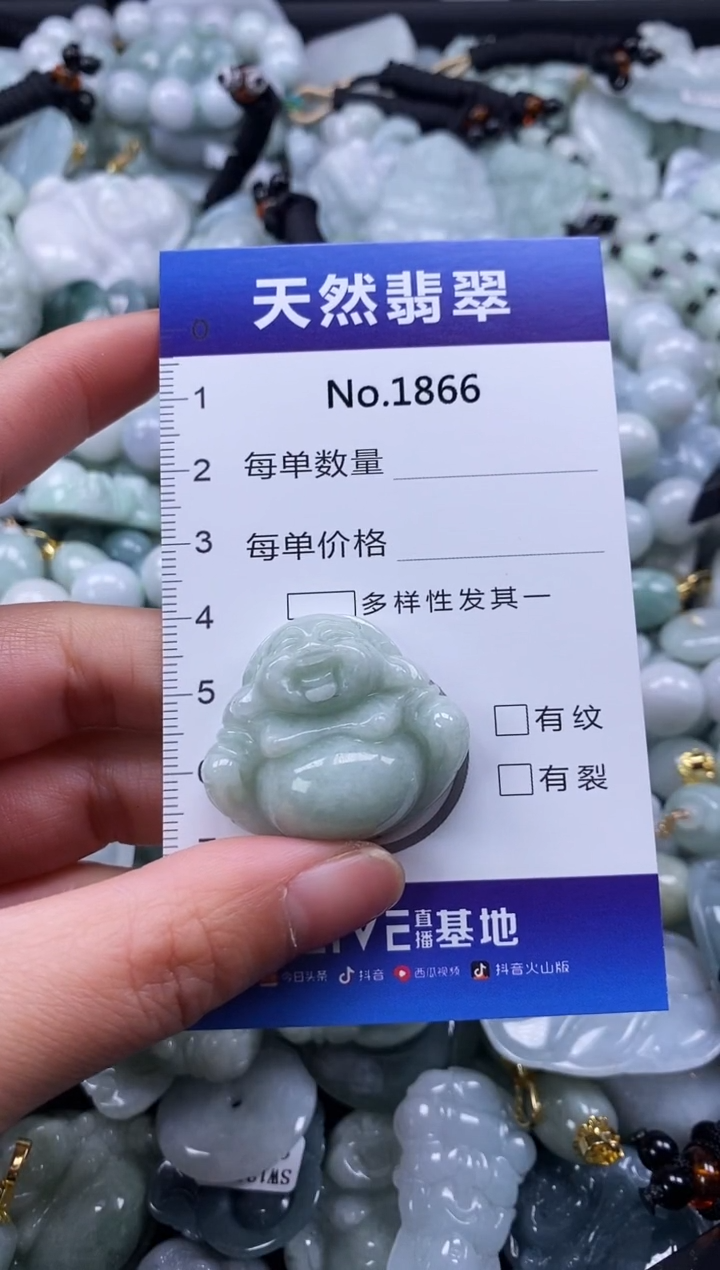 天然翡翠
0
No.1866
1
每单数量
2
每单价格
3
多样性发其一
4
5
有纹
有裂
直播基地
今日头条 抖音 西瓜视频 抖音火山版